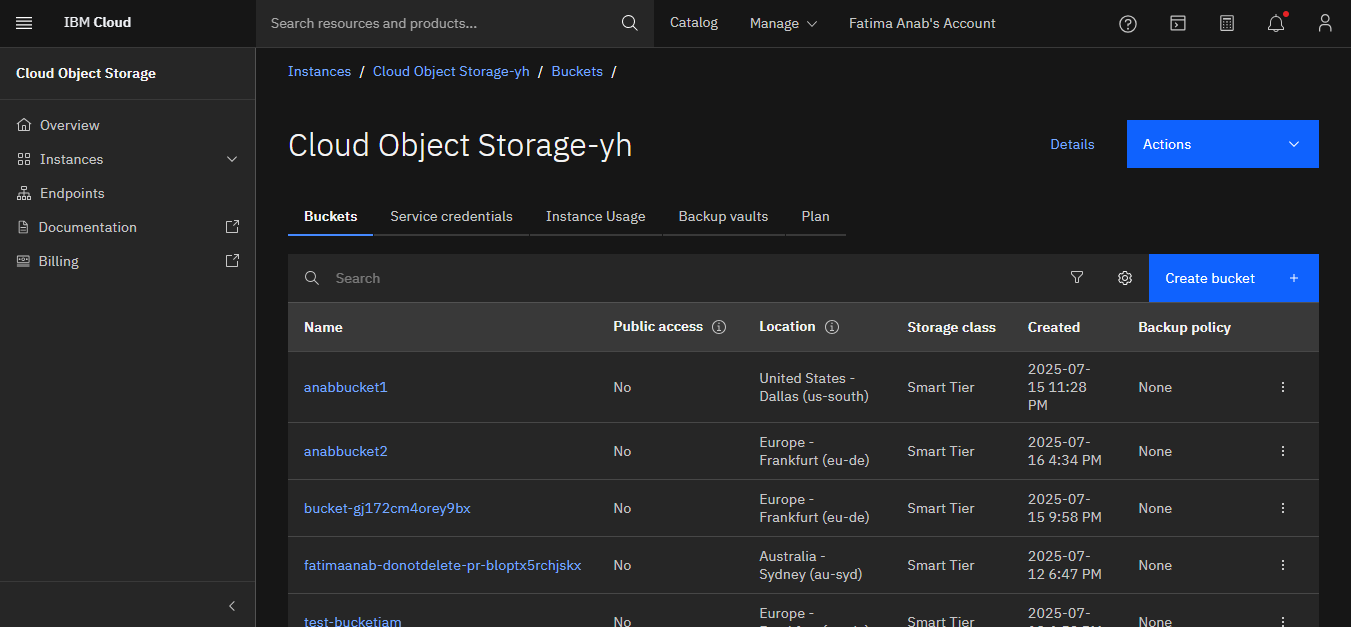 IBM Cloud
Search resources and products...
Catalog
Manage
Fatima Anab's Account
Cloud Object Storage
Overview
Instances
Endpoints
Documentation
Billing
Instances / Cloud Object Storage-yh / Buckets /
Cloud Object Storage-yh
Details
Actions
Buckets
Service credentials
Instance Usage
Backup vaults
Plan
Search
Create bucket +
Name
Public access
Location
Storage class
Created
Backup policy
anabbucket1
No
United States -
Dallas (us-south)
Smart Tier
2025-07-
15 11:28
PM
None
anabbucket2
No
Europe -
Frankfurt (eu-de)
Smart Tier
2025-07-
16 4:34 PM
None
bucket-gj172cm4orey9bx
No
Europe -
Frankfurt (eu-de)
Smart Tier
2025-07-
15 9:58 PM
None
fatimaanab-donotdelete-pr-bloptx5rchjskx
No
Australia -
Sydney (au-syd)
Smart Tier
2025-07-
12 6:47 PM
None
test-bucketiam
No
Europe -
Smart Tier
2025-07-
None